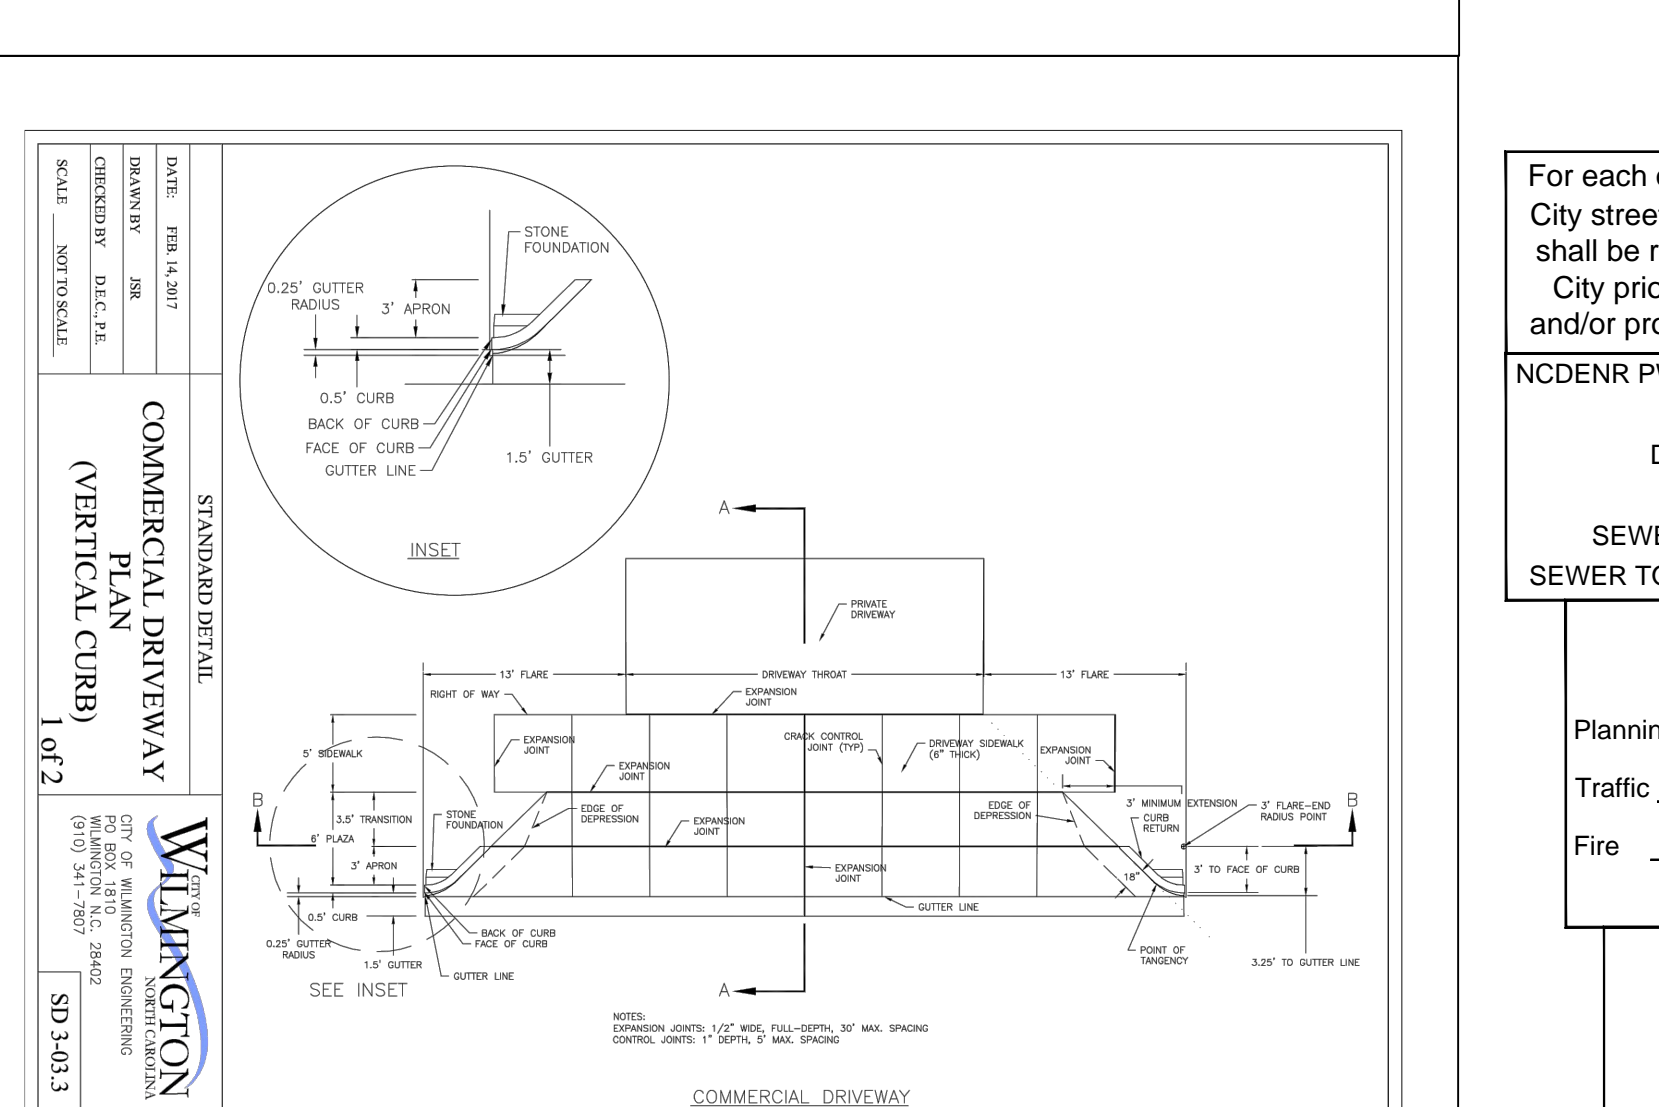 DATE: FEB. 14, 2017
DRAWN BY JSR
CHECKED BY D.E.C., P.E.
SCALE NOT TO SCALE
STANDARD DETAIL
COMMERCIAL DRIVEWAY
PLAN
(VERTICAL CURB)
1 of 2
CITY OF
WILMINGTON
NORTH CAROLINA
CITY OF WILMINGTON ENGINEERING
PO BOX 1810
WILMINGTON N.C. 28402
(910) 341-7807
SD 3-03.3
STONE
FOUNDATION
0.25' GUTTER
RADIUS
3' APRON
0.5' CURB
BACK OF CURB
FACE OF CURB
GUTTER LINE
1.5' GUTTER
INSET
A
PRIVATE
DRIVEWAY
13' FLARE
DRIVEWAY THROAT
13' FLARE
RIGHT OF WAY
EXPANSION
JOINT
5' SIDEWALK
EXPANSION
JOINT
CRACK CONTROL
JOINT (TYP)
DRIVEWAY SIDEWALK
(6" THICK)
EXPANSION
JOINT
EXPANSION
JOINT
B
3.5' TRANSITION
6' PLAZA
3' APRON
STONE
FOUNDATION
EDGE OF
DEPRESSION
EXPANSION
JOINT
EDGE OF
DEPRESSION
3' MINIMUM EXTENSION
CURB
RETURN
3' FLARE-END
RADIUS POINT
B
EXPANSION
JOINT
18"
3' TO FACE OF CURB
GUTTER LINE
0.5' CURB
0.25' GUTTER
RADIUS
1.5' GUTTER
BACK OF CURB
FACE OF CURB
GUTTER LINE
POINT OF
TANGENCY
3.25' TO GUTTER LINE
SEE INSET
A
NOTES:
EXPANSION JOINTS: 1/2" WIDE, FULL-DEPTH, 30' MAX. SPACING
CONTROL JOINTS: 1" DEPTH, 5' MAX. SPACING
COMMERCIAL DRIVEWAY
For each
City stree
shall be r
City prio
and/or pro
NCDENR P
D
SEWE
SEWER TO
Plannin
Traffic
Fire